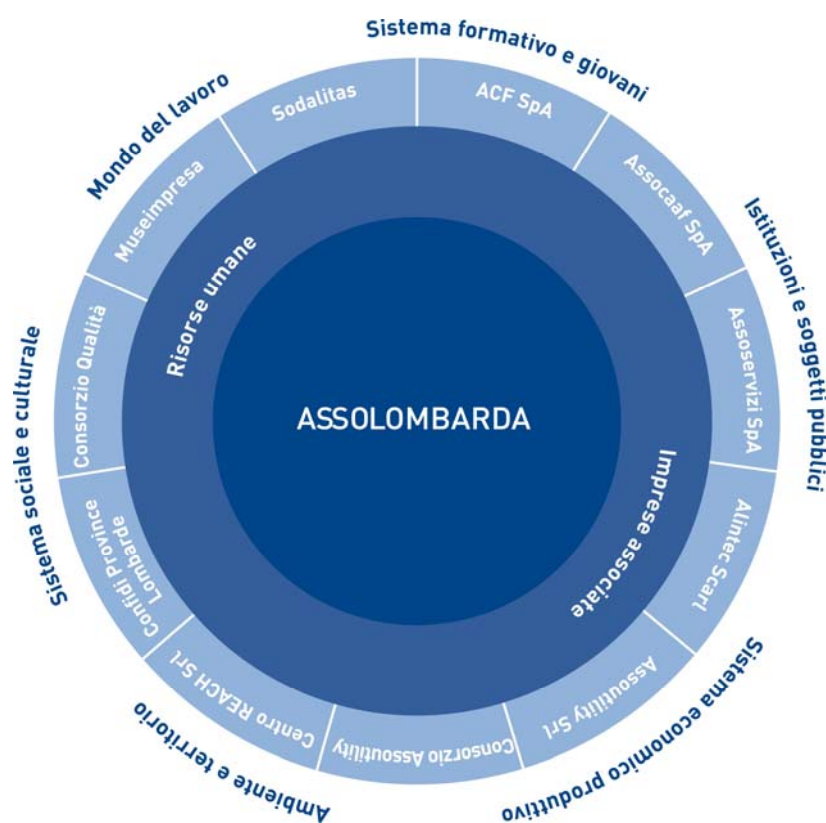 Sistema formativo e giovani
Istituzioni e soggetti pubblici
Sistema economico produttivo
Ambiente e territorio
Sistema sociale e culturale
Mondo del lavoro
ACF SpA
Assocaaf SpA
Assoservizi SpA
Alintec Scarl
Assoutility Srl
Consorzio Assoutility
Centro REACH Srl
Confidi Province
Lombarde
Consorzio Qualità
Museimpresa
Sodalitas
Risorse umane
Imprese associate
ASSOLOMBARDA